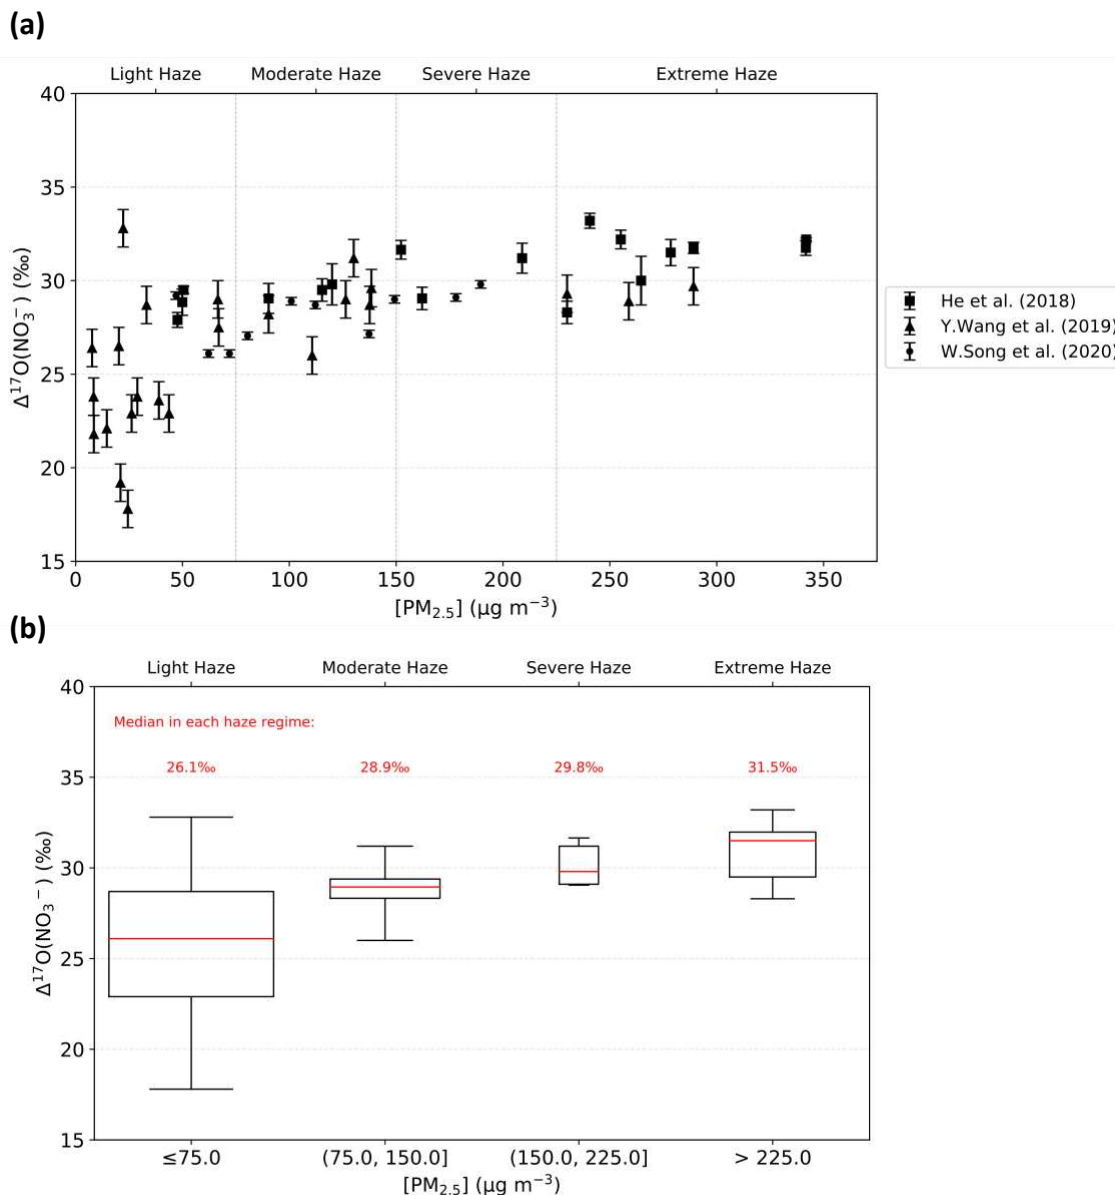 (a)
Light Haze Moderate Haze Severe Haze Extreme Haze
40
35
30
25
20
15
Δ¹⁷O(NO₃⁻) (‰)
0 50 100 150 200 250 300 350
[PM₂.₅] (μg m⁻³)
He et al. (2018)
Y.Wang et al. (2019)
W.Song et al. (2020)
(b)
Light Haze Moderate Haze Severe Haze Extreme Haze
40
35
30
25
20
15
Δ¹⁷O(NO₃⁻) (‰)
Median in each haze regime:
26.1‰ 28.9‰ 29.8‰ 31.5‰
≤75.0 (75.0, 150.0] (150.0, 225.0] > 225.0
[PM₂.₅] (μg m⁻³)